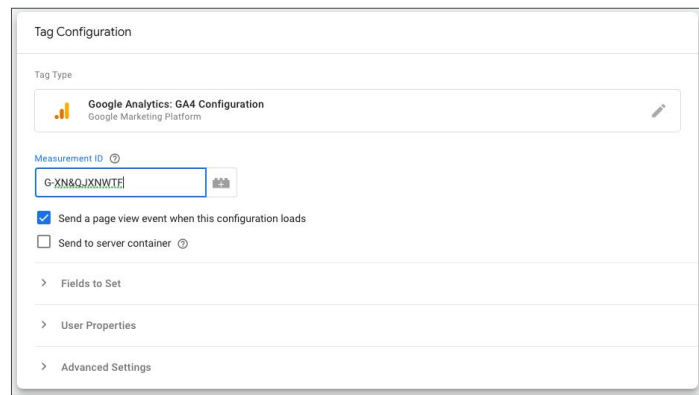 Tag Configuration
Tag Type
Google Analytics: GA4 Configuration
Google Marketing Platform
Measurement ID
G-XN&QJXNWTF
Send a page view event when this configuration loads
Send to server container
Fields to Set
User Properties
Advanced Settings